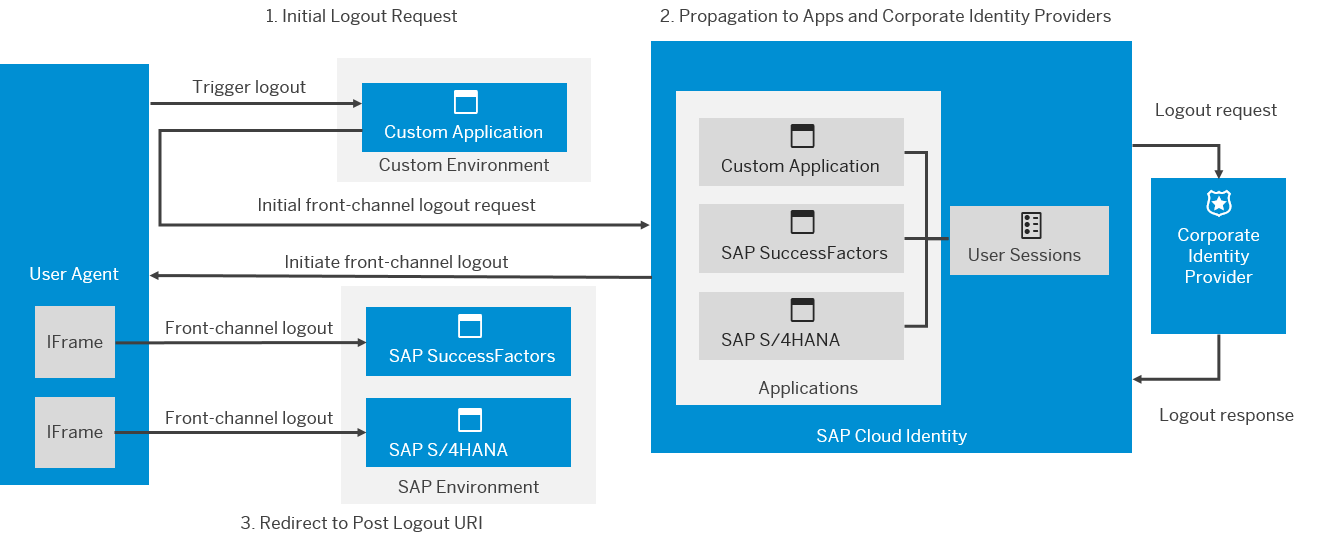 1. Initial Logout Request
2. Propagation to Apps and Corporate Identity Providers
Trigger logout
Custom Application
Custom Environment
Initial front-channel logout request
Initiate front-channel logout
User Agent
IFrame
Front-channel logout
SAP SuccessFactors
IFrame
Front-channel logout
SAP S/4HANA
SAP Environment
3. Redirect to Post Logout URI
Custom Application
SAP SuccessFactors
SAP S/4HANA
Applications
User Sessions
SAP Cloud Identity
Logout request
Corporate
Identity
Provider
Logout response